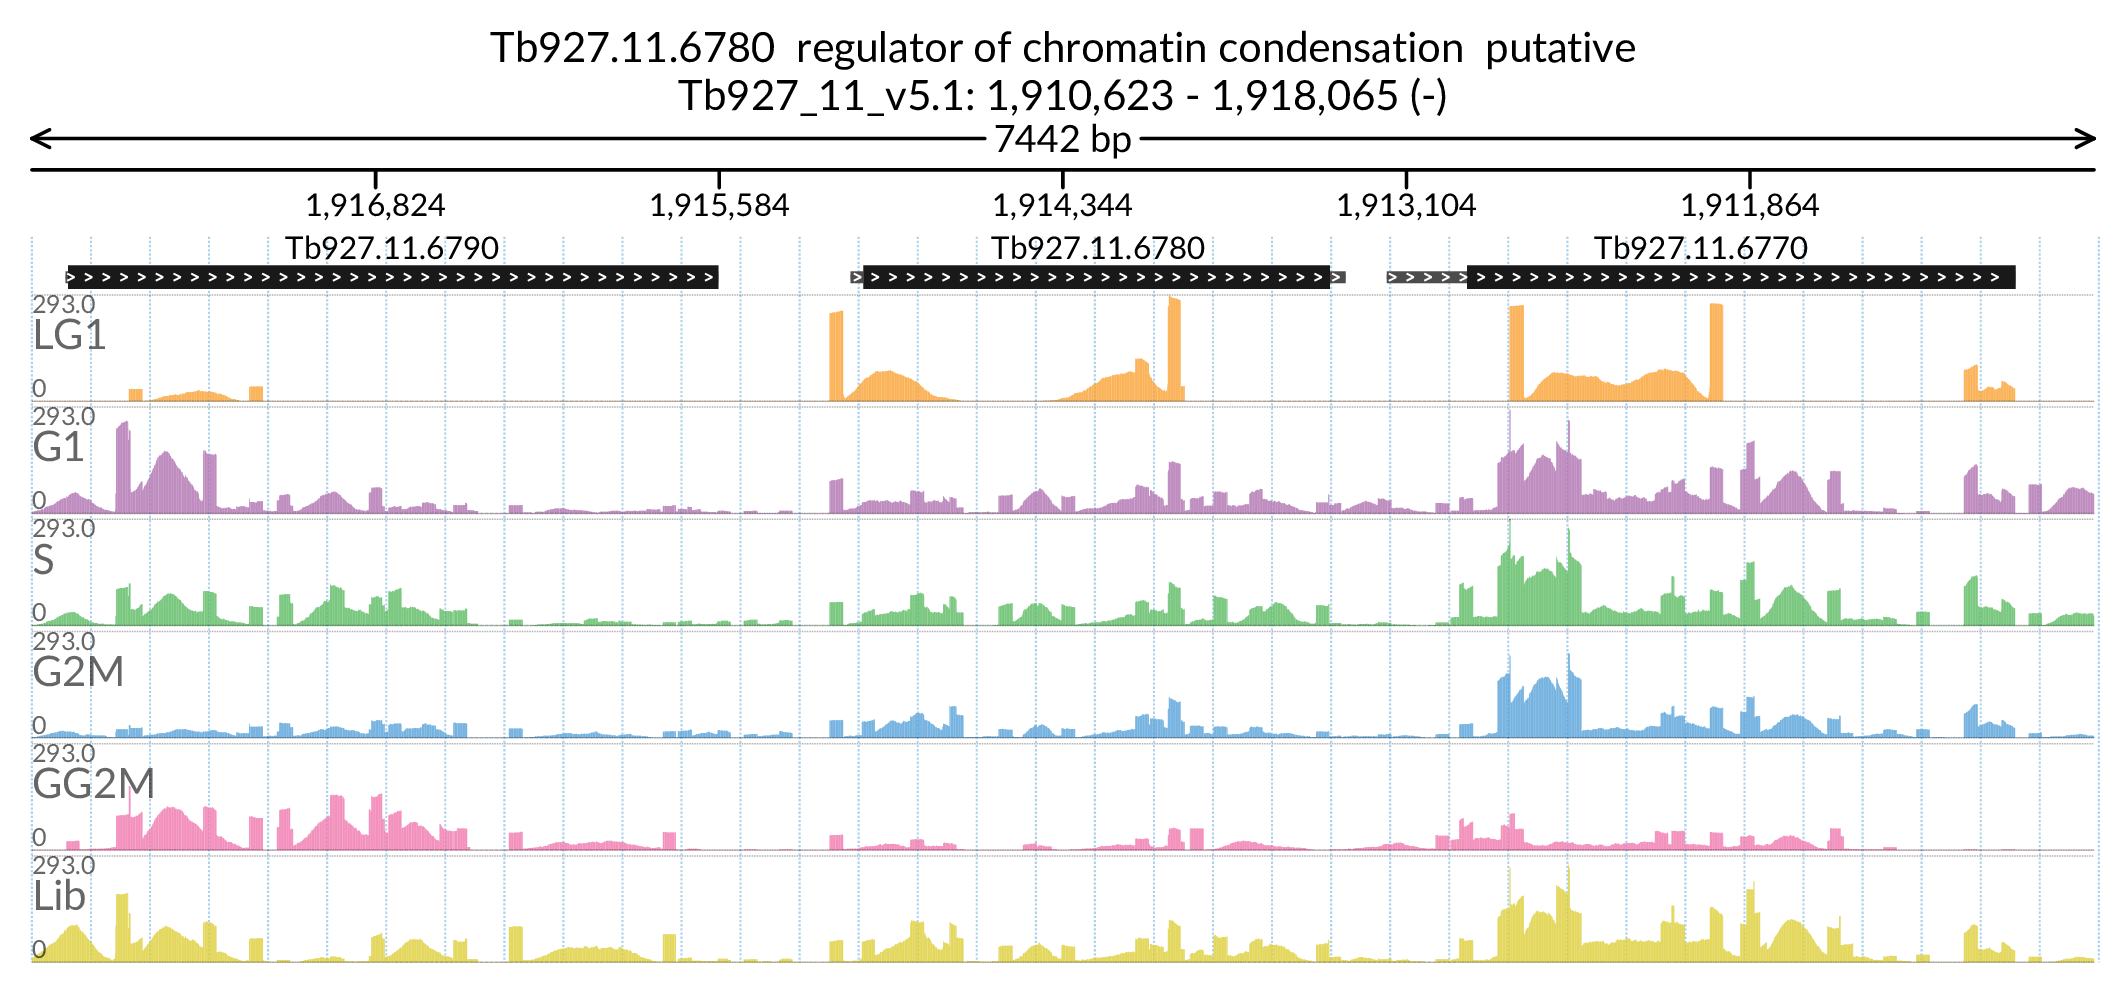 Tb927.11.6780  regulator of chromatin condensation  putative
Tb927_11_v5.1: 1,910,623 - 1,918,065 (-)
7442 bp
1,916,824 1,915,584 1,914,344 1,913,104 1,911,864
Tb927.11.6790 Tb927.11.6780 Tb927.11.6770
293.0
LG1
0
293.0
G1
0
293.0
S
0
293.0
G2M
0
293.0
GG2M
0
293.0
Lib
0